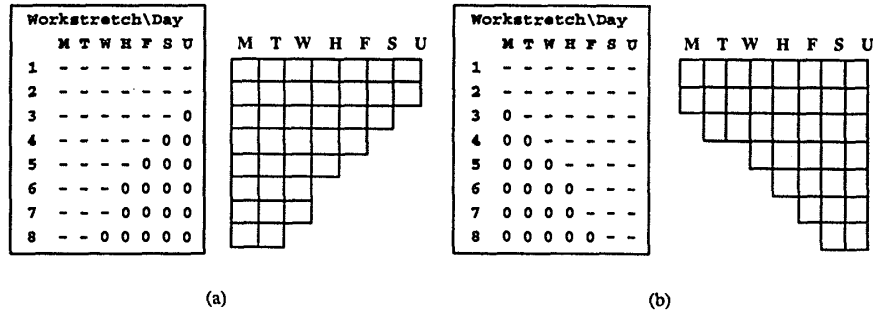 Workstretch\Day
M T W H F S U
1 - - - - - - -
2 - - - - - - -
3 - - - - - - 0
4 - - - - - 0 0
5 - - - - 0 0 0
6 - - - 0 0 0 0
7 - - - 0 0 0 0
8 - - 0 0 0 0 0
M T W H F S U
(a)
Workstretch\Day
M T W H F S U
1 - - - - - - -
2 - - - - - - -
3 0 - - - - - -
4 0 0 - - - - -
5 0 0 0 - - - -
6 0 0 0 0 - - -
7 0 0 0 0 - - -
8 0 0 0 0 0 - -
M T W H F S U
(b)